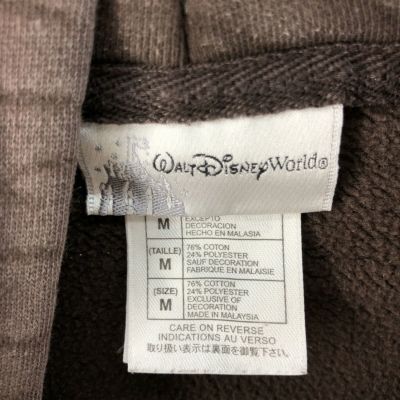 WALT DISNEY World®
M
EXCEPTO
DECORACION
HECHO EN MALASIA
(TAILLE)
M
76% COTON
24% POLYESTER
SAUF DECORATION
FABRIQUE EN MALAISIE
(SIZE)
M
76% COTTON
24% POLYESTER
EXCLUSIVE OF
DECORATION
MADE IN MALAYSIA
CARE ON REVERSE
INDICATIONS AU VERSO
取り扱い表示は裏面を御覧下さい。